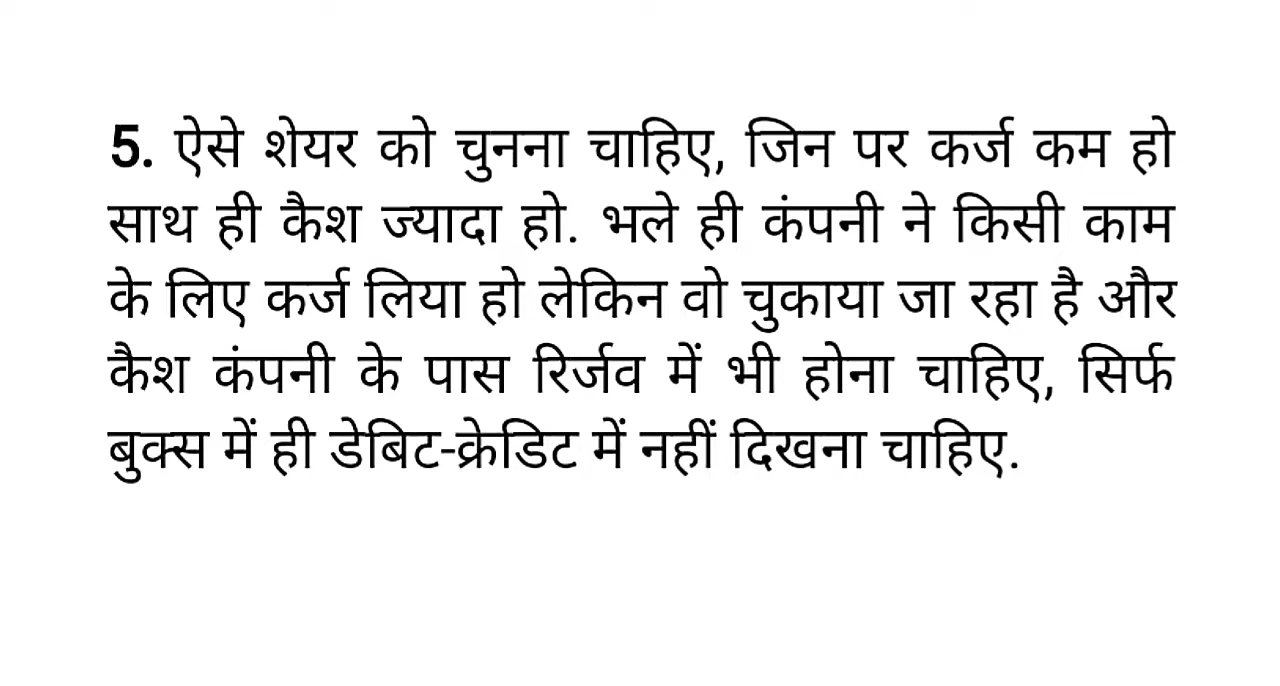 5. ऐसे शेयर को चुनना चाहिए, जिन पर कर्ज कम हो
साथ ही कैश ज्यादा हो. भले ही कंपनी ने किसी काम
के लिए कर्ज लिया हो लेकिन वो चुकाया जा रहा है और
कैश कंपनी के पास रिर्जव में भी होना चाहिए, सिर्फ
बुक्स में ही डेबिट-क्रेडिट में नहीं दिखना चाहिए.